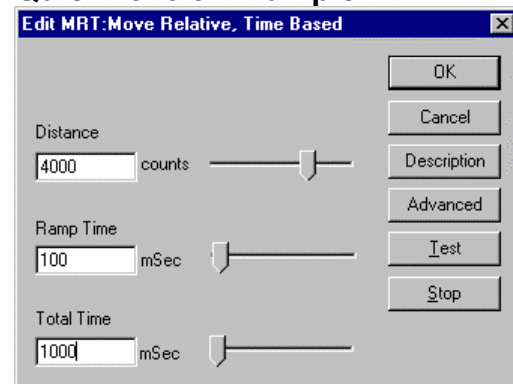 Edit MRT:Move Relative, Time Based
OK
Cancel
Description
Advanced
Test
Stop
Distance
4000 counts
Ramp Time
100 mSec
Total Time
1000 mSec